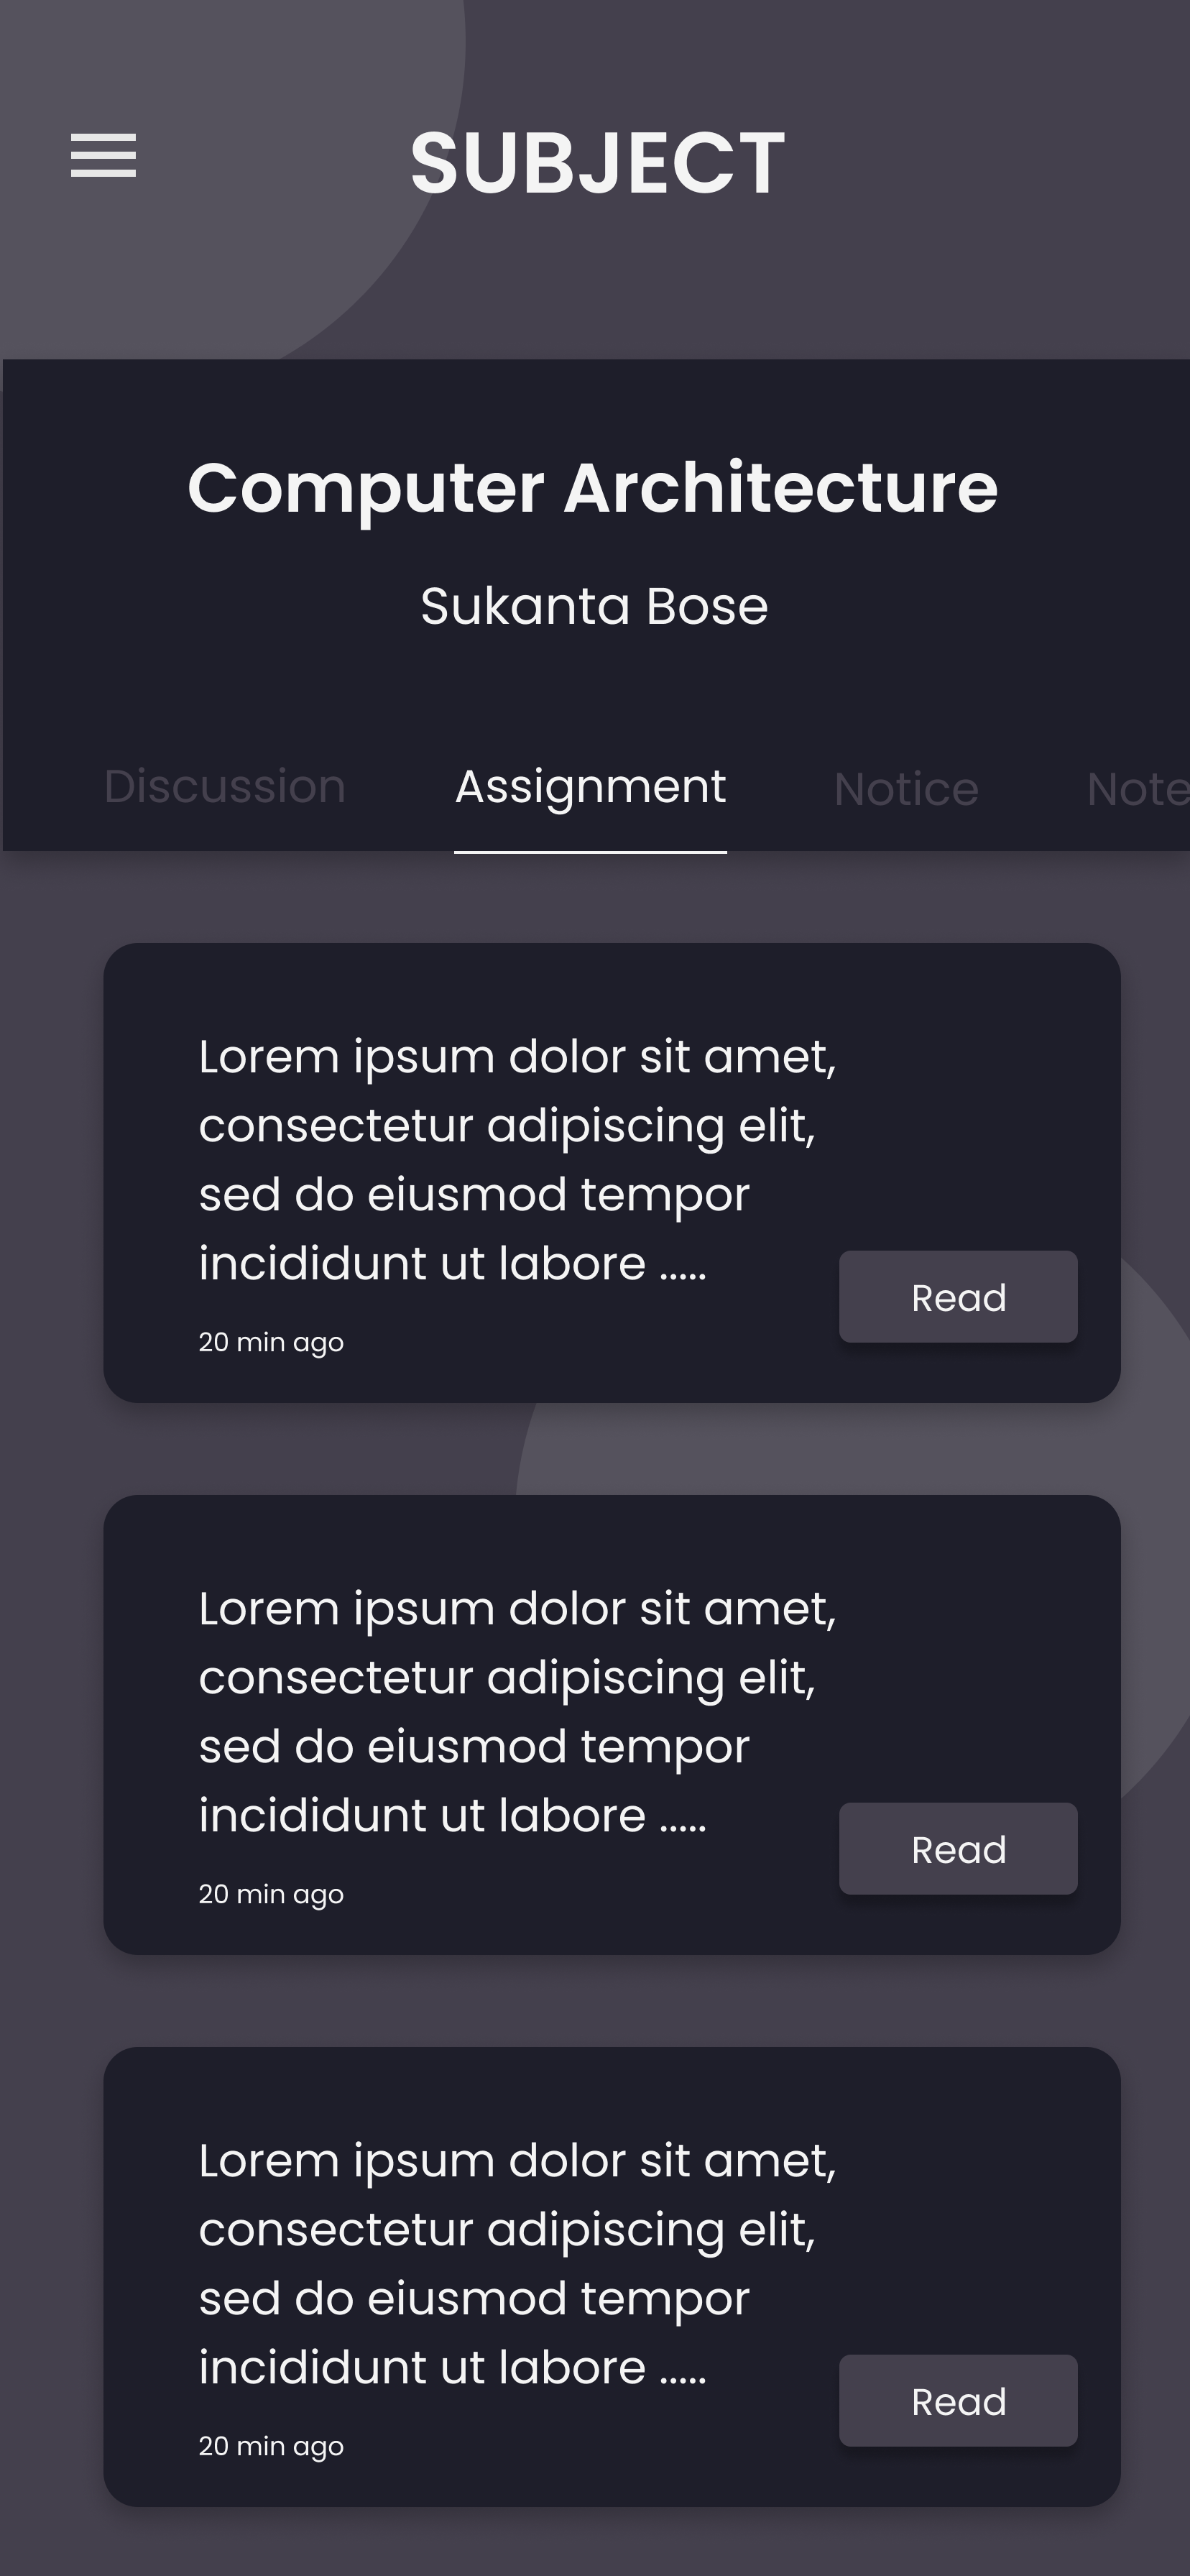 SUBJECT
Computer Architecture
Sukanta Bose
Discussion Assignment Notice Note
Lorem ipsum dolor sit amet,
consectetur adipiscing elit,
sed do eiusmod tempor
incididunt ut labore .....
Read
20 min ago
Lorem ipsum dolor sit amet,
consectetur adipiscing elit,
sed do eiusmod tempor
incididunt ut labore .....
Read
20 min ago
Lorem ipsum dolor sit amet,
consectetur adipiscing elit,
sed do eiusmod tempor
incididunt ut labore .....
Read
20 min ago